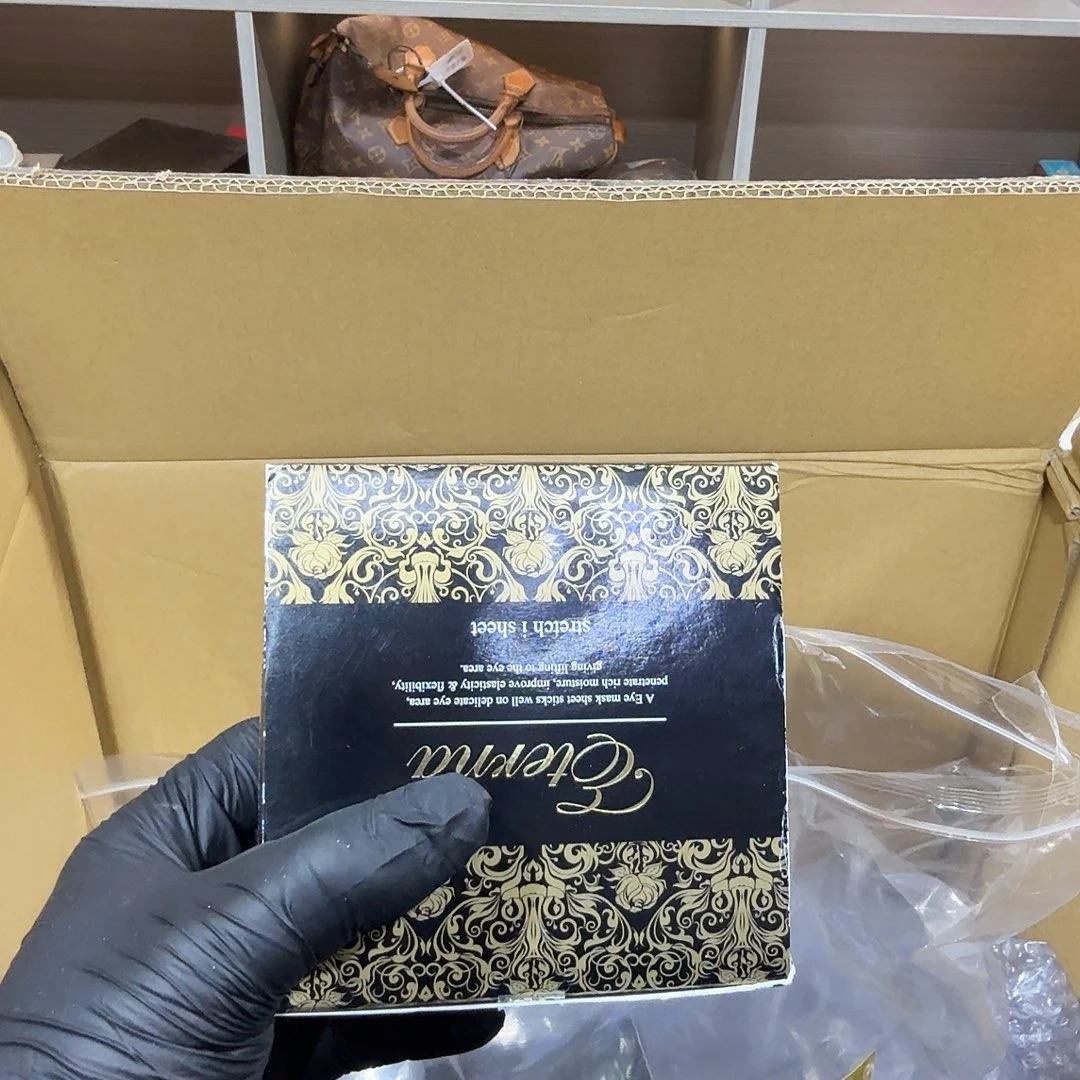 Eterna
A Eye mask sheet sticks well on delicate eye area,
penetrate rich moisture, improve elasticity & flexibility,
giving lifting to the eye area.
stretch i sheet